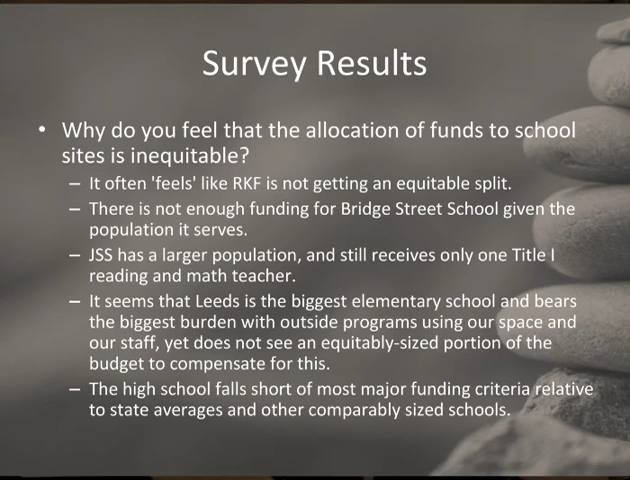 Survey Results
• Why do you feel that the allocation of funds to school
sites is inequitable?
– It often 'feels' like RKF is not getting an equitable split.
– There is not enough funding for Bridge Street School given the
population it serves.
– JSS has a larger population, and still receives only one Title I
reading and math teacher.
– It seems that Leeds is the biggest elementary school and bears
the biggest burden with outside programs using our space and
our staff, yet does not see an equitably-sized portion of the
budget to compensate for this.
– The high school falls short of most major funding criteria relative
to state averages and other comparably sized schools.